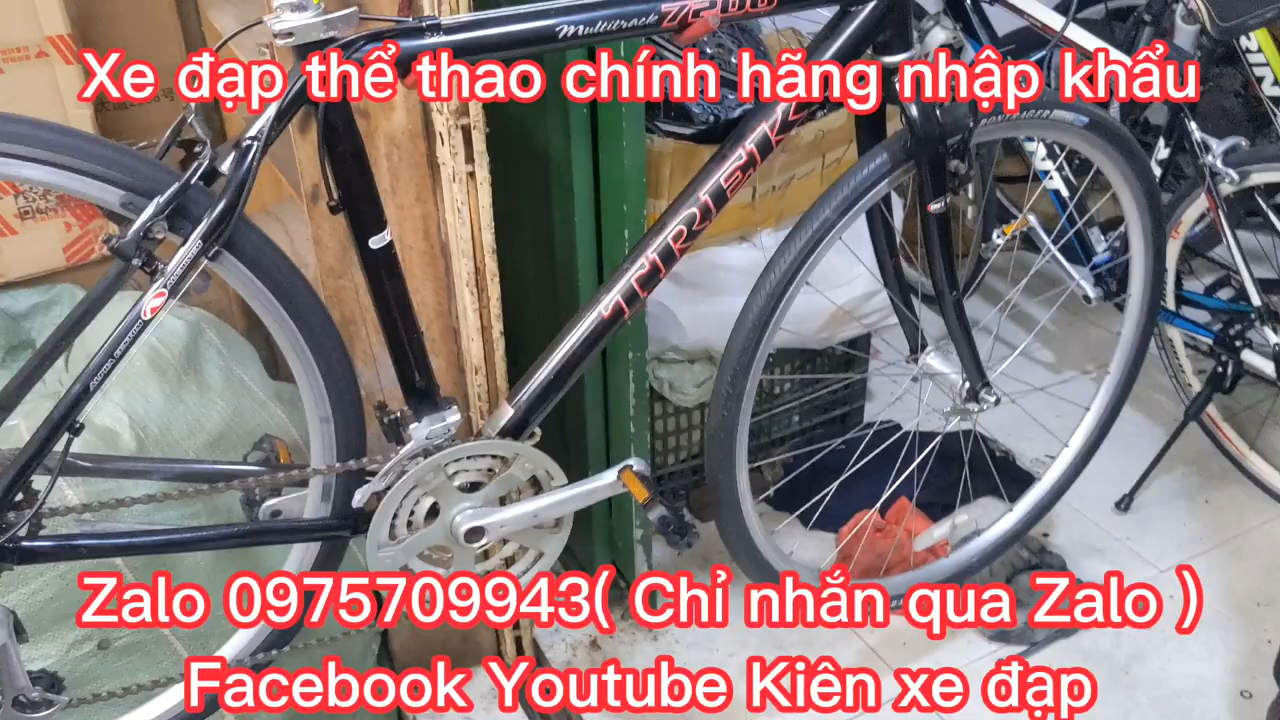 Multitrack 7200
Xe đạp thể thao chính hãng nhập khẩu
BONTRAGER
TREK
Zalo 0975709943( Chỉ nhắn qua Zalo )
Facebook Youtube Kiên xe đạp